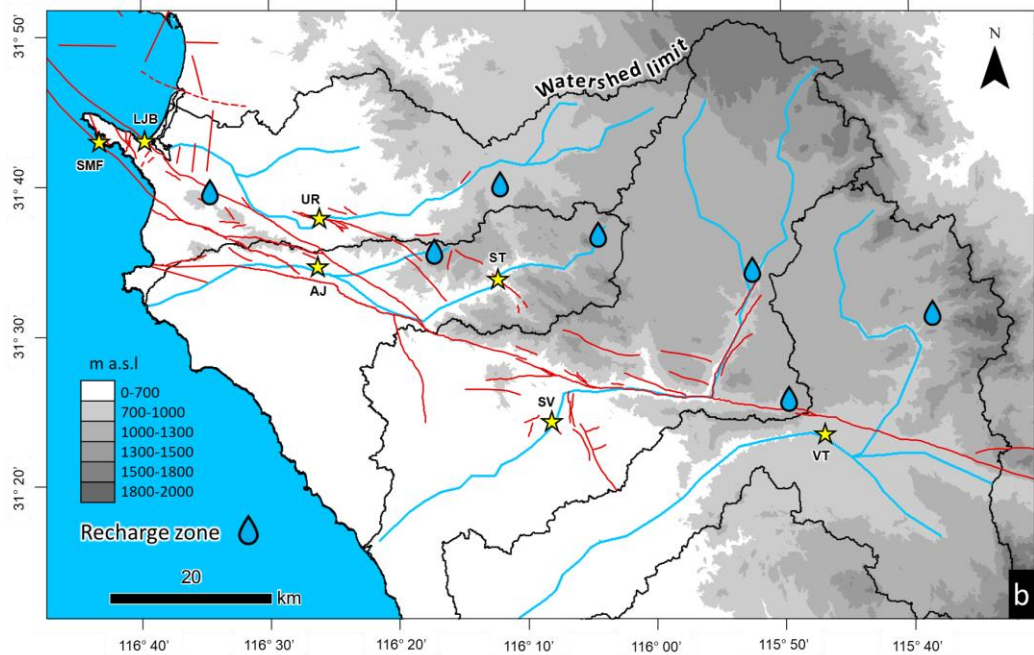 31° 50'
31° 40'
31° 30'
31° 20'
N
Watershed limit
LJB
SMF
UR
ST
AJ
SV
VT
m a.s.l
0-700
700-1000
1000-1300
1300-1500
1500-1800
1800-2000
Recharge zone
20
km
b
116° 40'
116° 30'
116° 20'
116° 10'
116° 00'
115° 50'
115° 40'